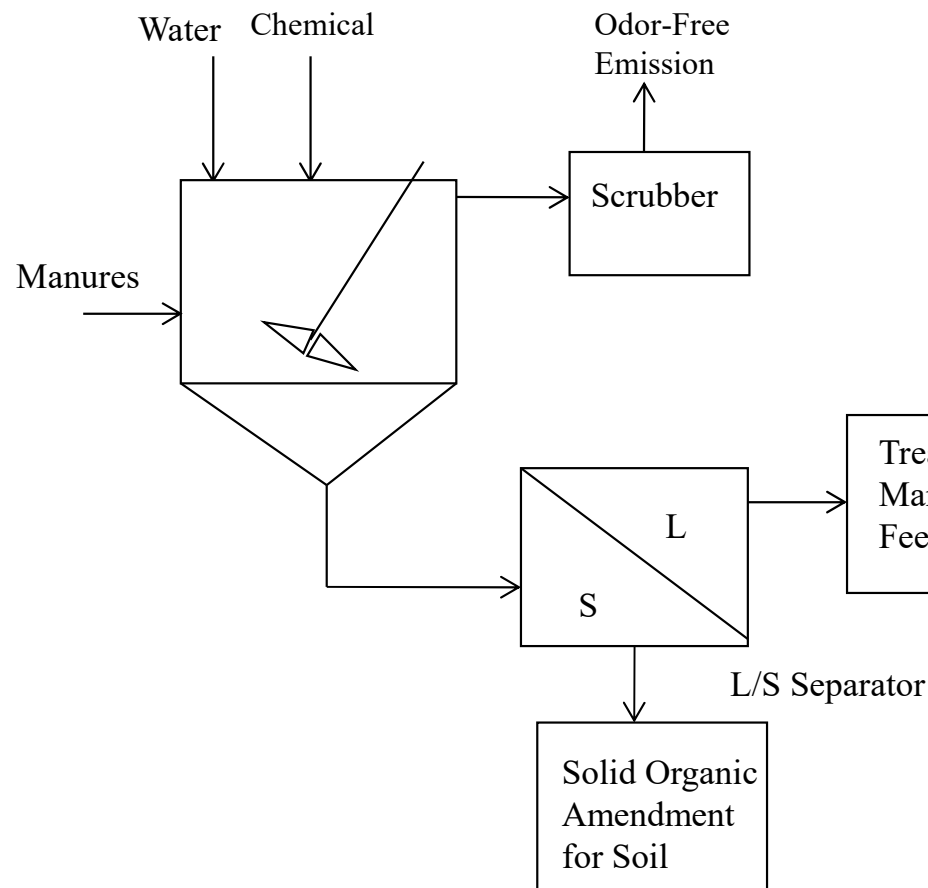 Water
Chemical
Odor-Free
Emission
Scrubber
Manures
L
S
L/S Separator
Solid Organic
Amendment
for Soil